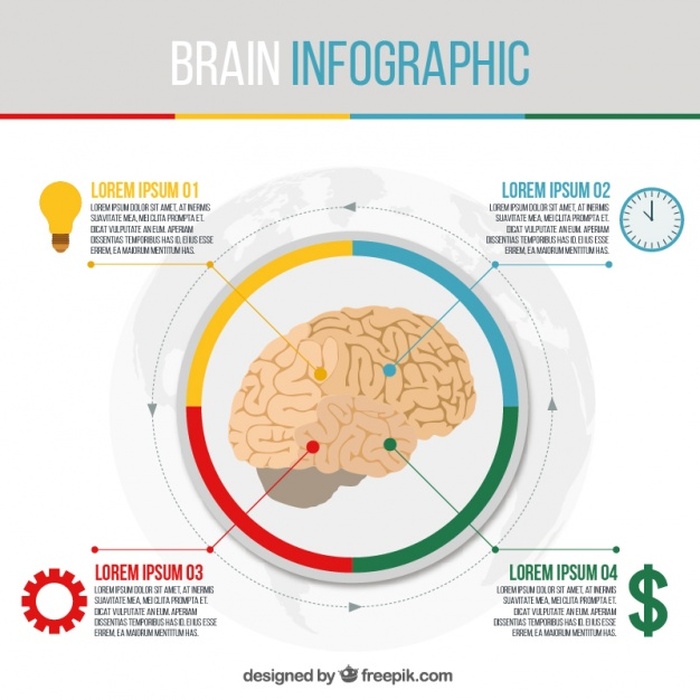 BRAIN INFOGRAPHIC
LOREM IPSUM 01
LOREM IPSUM DOLOR SIT AMET, AT INERMIS
SUAVITATE MEA, MEI CLITA PROMPTA ET.
DICAT VULPUTATE AN EUM. APERIAM
DISSENTIAS TEMPORIBUS HAS ID, EIUS ESSE
ERREM, EA MAIORUM MENTITUM HAS.
LOREM IPSUM 02
LOREM IPSUM DOLOR SIT AMET, AT INERMIS
SUAVITATE MEA, MEI CLITA PROMPTA ET.
DICAT VULPUTATE AN EUM. APERIAM
DISSENTIAS TEMPORIBUS HAS ID, EIUS ESSE
ERREM, EA MAIORUM MENTITUM HAS.
LOREM IPSUM 03
LOREM IPSUM DOLOR SIT AMET, AT INERMIS
SUAVITATE MEA, MEI CLITA PROMPTA ET.
DICAT VULPUTATE AN EUM. APERIAM
DISSENTIAS TEMPORIBUS HAS ID, EIUS ESSE
ERREM, EA MAIORUM MENTITUM HAS.
LOREM IPSUM 04
LOREM IPSUM DOLOR SIT AMET, AT INERMIS
SUAVITATE MEA, MEI CLITA PROMPTA ET.
DICAT VULPUTATE AN EUM. APERIAM
DISSENTIAS TEMPORIBUS HAS ID, EIUS ESSE
ERREM, EA MAIORUM MENTITUM HAS.
$
designed by freepik.com